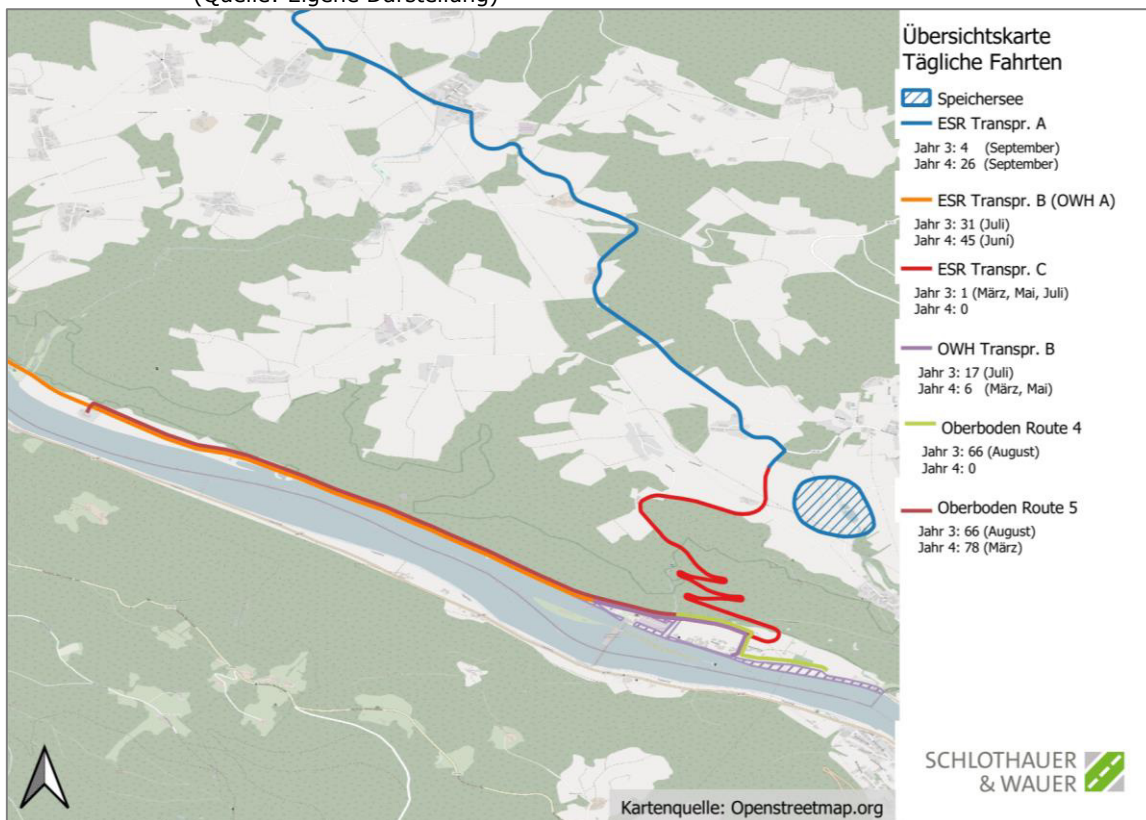 (Quelle: Eigene Darstellung)
Übersichtskarte
Tägliche Fahrten
Speichersee
ESR Transpr. A
Jahr 3: 4 (September)
Jahr 4: 26 (September)
ESR Transpr. B (OWH A)
Jahr 3: 31 (Juli)
Jahr 4: 45 (Juni)
ESR Transpr. C
Jahr 3: 1 (März, Mai, Juli)
Jahr 4: 0
OWH Transpr. B
Jahr 3: 17 (Juli)
Jahr 4: 6 (März, Mai)
Oberboden Route 4
Jahr 3: 66 (August)
Jahr 4: 0
Oberboden Route 5
Jahr 3: 66 (August)
Jahr 4: 78 (März)
SCHLOTHAUER
& WAUER
Kartenquelle: Openstreetmap.org